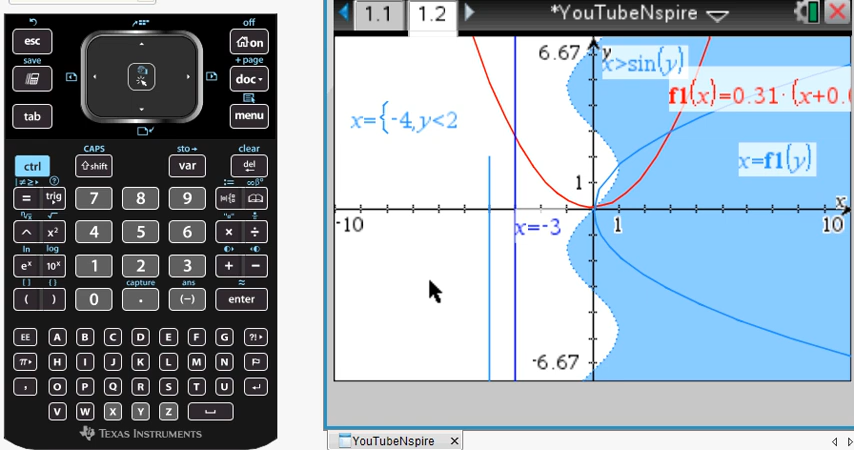 off
esc
on
save
+ page
doc
tab
menu
CAPS
sto→
clear
ctrl
⇧shift
var
del
= trig 7 8 9
^ x² 4 5 6 × ÷
ln log
eˣ 10ˣ 1 2 3 + −
[ ] { } capture ans ≈
( ) 0 . (−) enter
EE A B C D E F G ?!▸
π▸ H I J K L M N
, O P Q R S T U ↵
V W X Y Z
TEXAS INSTRUMENTS
1.1 1.2 *YouTubeNspire
6.67 y
x>sin(y)
f1(x)=0.31·(x+0.
x={-4,y<2
x=f1(y)
1
x
-10 x=-3 1 10
-6.67
YouTubeNspire